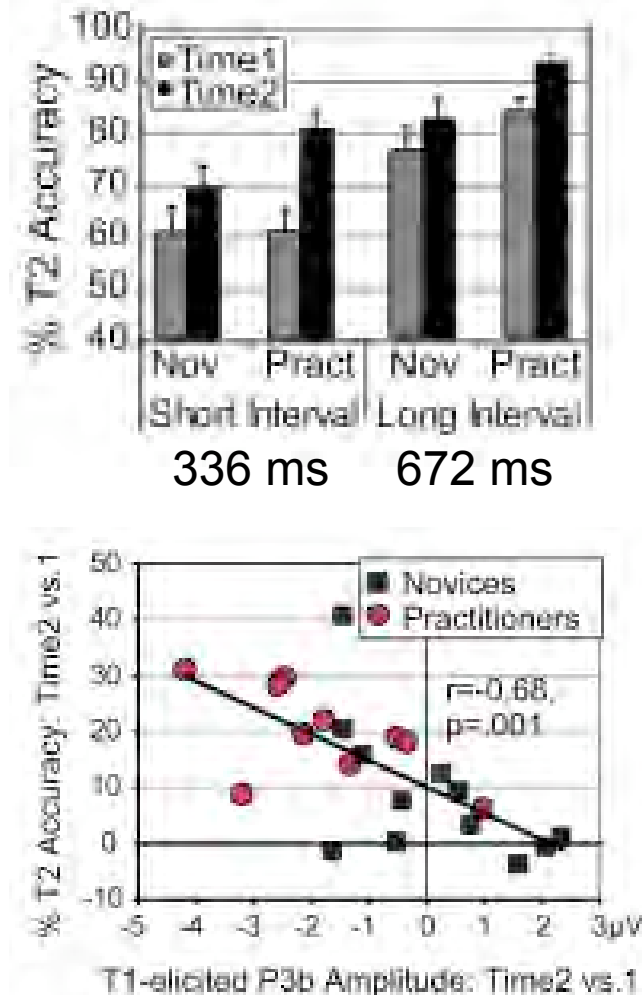 100
90
80
70
60
50
40
% T2 Accuracy
Time1
Time2
Nov Pract Nov Pract
Short Interval Long Interval
336 ms 672 ms
50
40
30
20
10
0
-10
% T2 Accuracy: Time2 vs.1
Novices
Practitioners
r=-0.68,
p=.001
-5 -4 -3 -2 -1 0 1 2 3μV
T1-elicited P3b Amplitude: Time2 vs.1